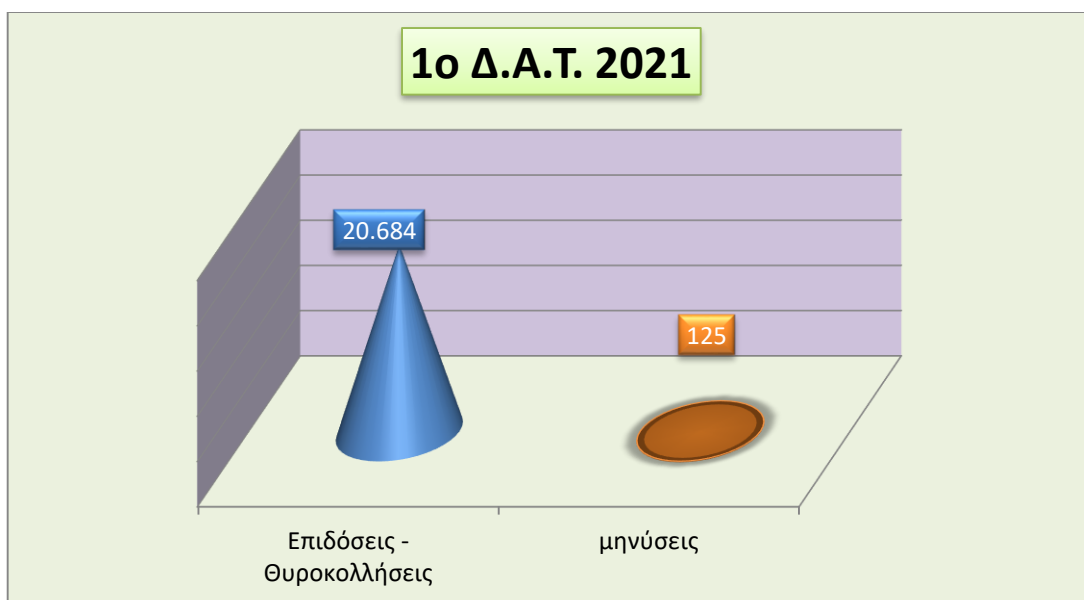 1ο Δ.Α.Τ. 2021
20.684
125
Επιδόσεις -
Θυροκολλήσεις
μηνύσεις